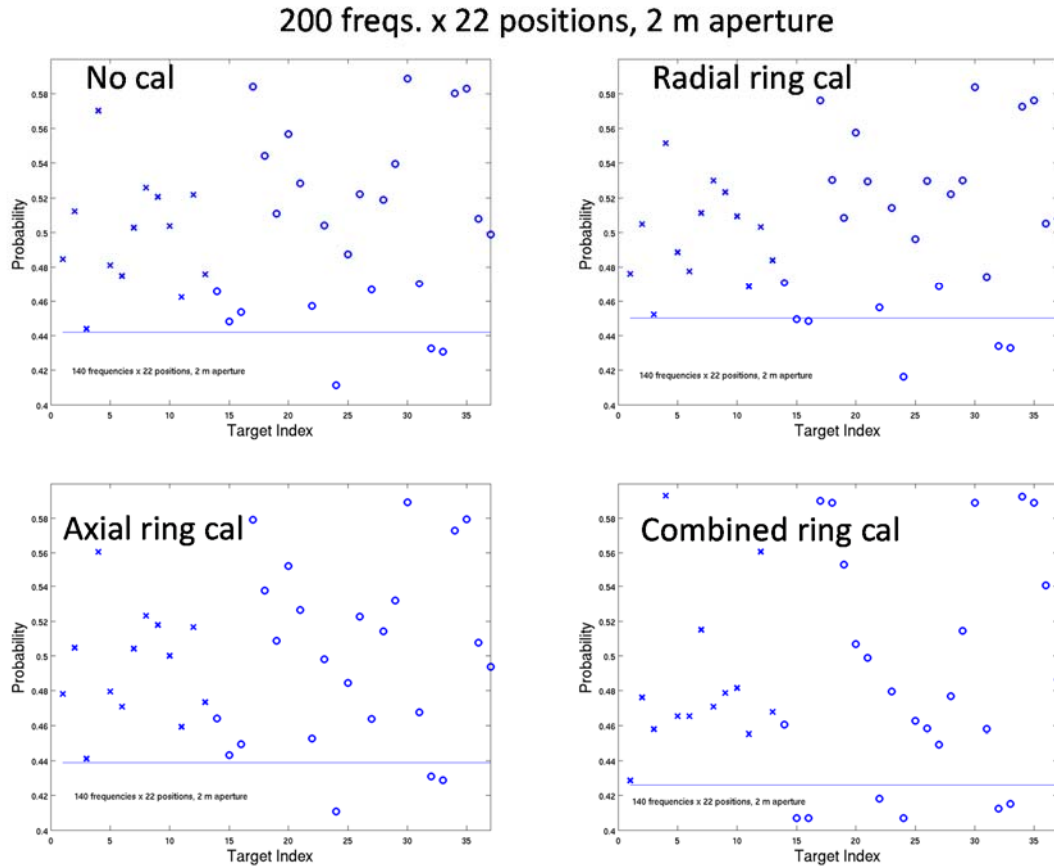 200 freqs. x 22 positions, 2 m aperture
No cal
Probability
0.58
0.56
0.54
0.52
0.5
0.48
0.46
0.44
0.42
0.4
140 frequencies x 22 positions, 2 m aperture
0 5 10 15 20 25 30 35
Target Index
Radial ring cal
Probability
0.58
0.56
0.54
0.52
0.5
0.48
0.46
0.44
0.42
0.4
140 frequencies x 22 positions, 2 m aperture
0 5 10 15 20 25 30 35
Target Index
Axial ring cal
Probability
0.58
0.56
0.54
0.52
0.5
0.48
0.46
0.44
0.42
0.4
140 frequencies x 22 positions, 2 m aperture
0 5 10 15 20 25 30 35
Target Index
Combined ring cal
Probability
0.58
0.56
0.54
0.52
0.5
0.48
0.46
0.44
0.42
0.4
140 frequencies x 22 positions, 2 m aperture
0 5 10 15 20 25 30 35
Target Index